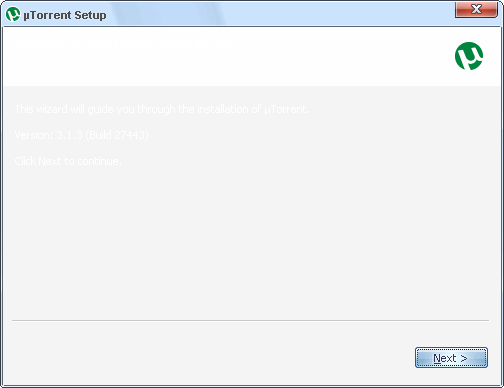 µTorrent Setup
This wizard will guide you through the installation of µTorrent.
Version: 3.1.3 (Build 27443)
Click Next to continue.
Next >